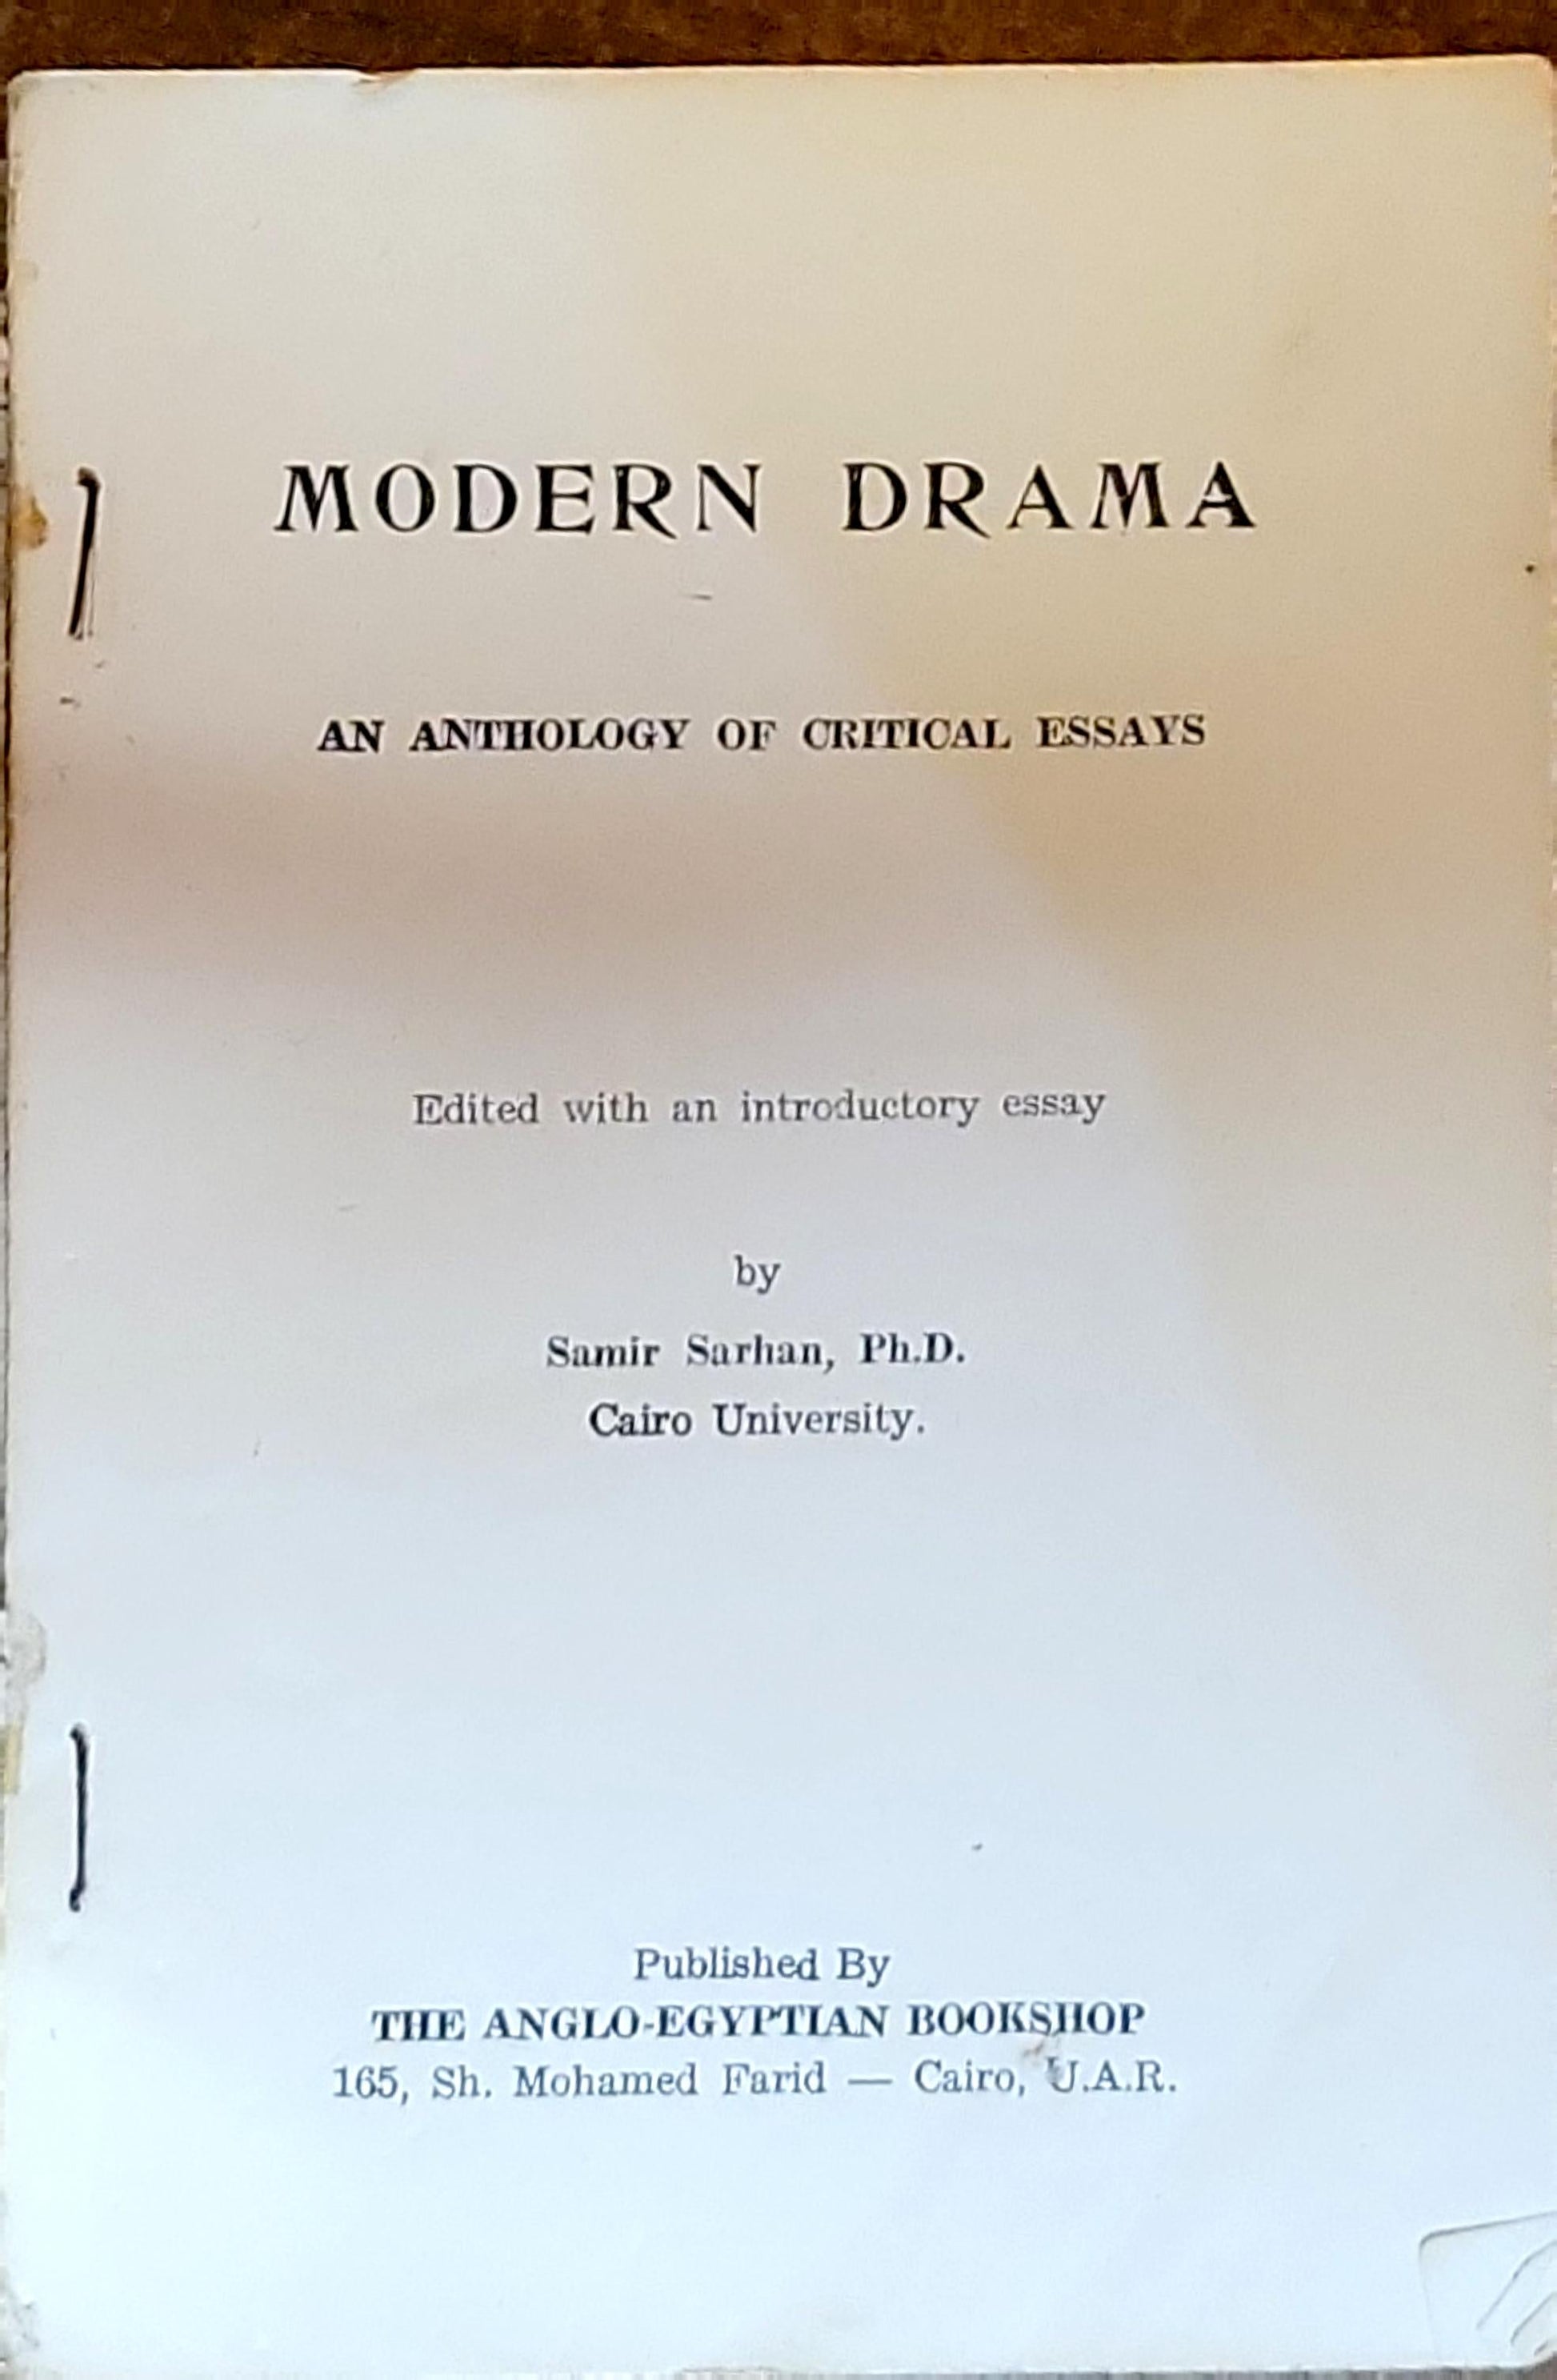 MODERN DRAMA
AN ANTHOLOGY OF CRITICAL ESSAYS
Edited with an introductory essay
by
Samir Sarhan, Ph.D.
Cairo University.
Published By
THE ANGLO-EGYPTIAN BOOKSHOP
165, Sh. Mohamed Farid — Cairo, U.A.R.